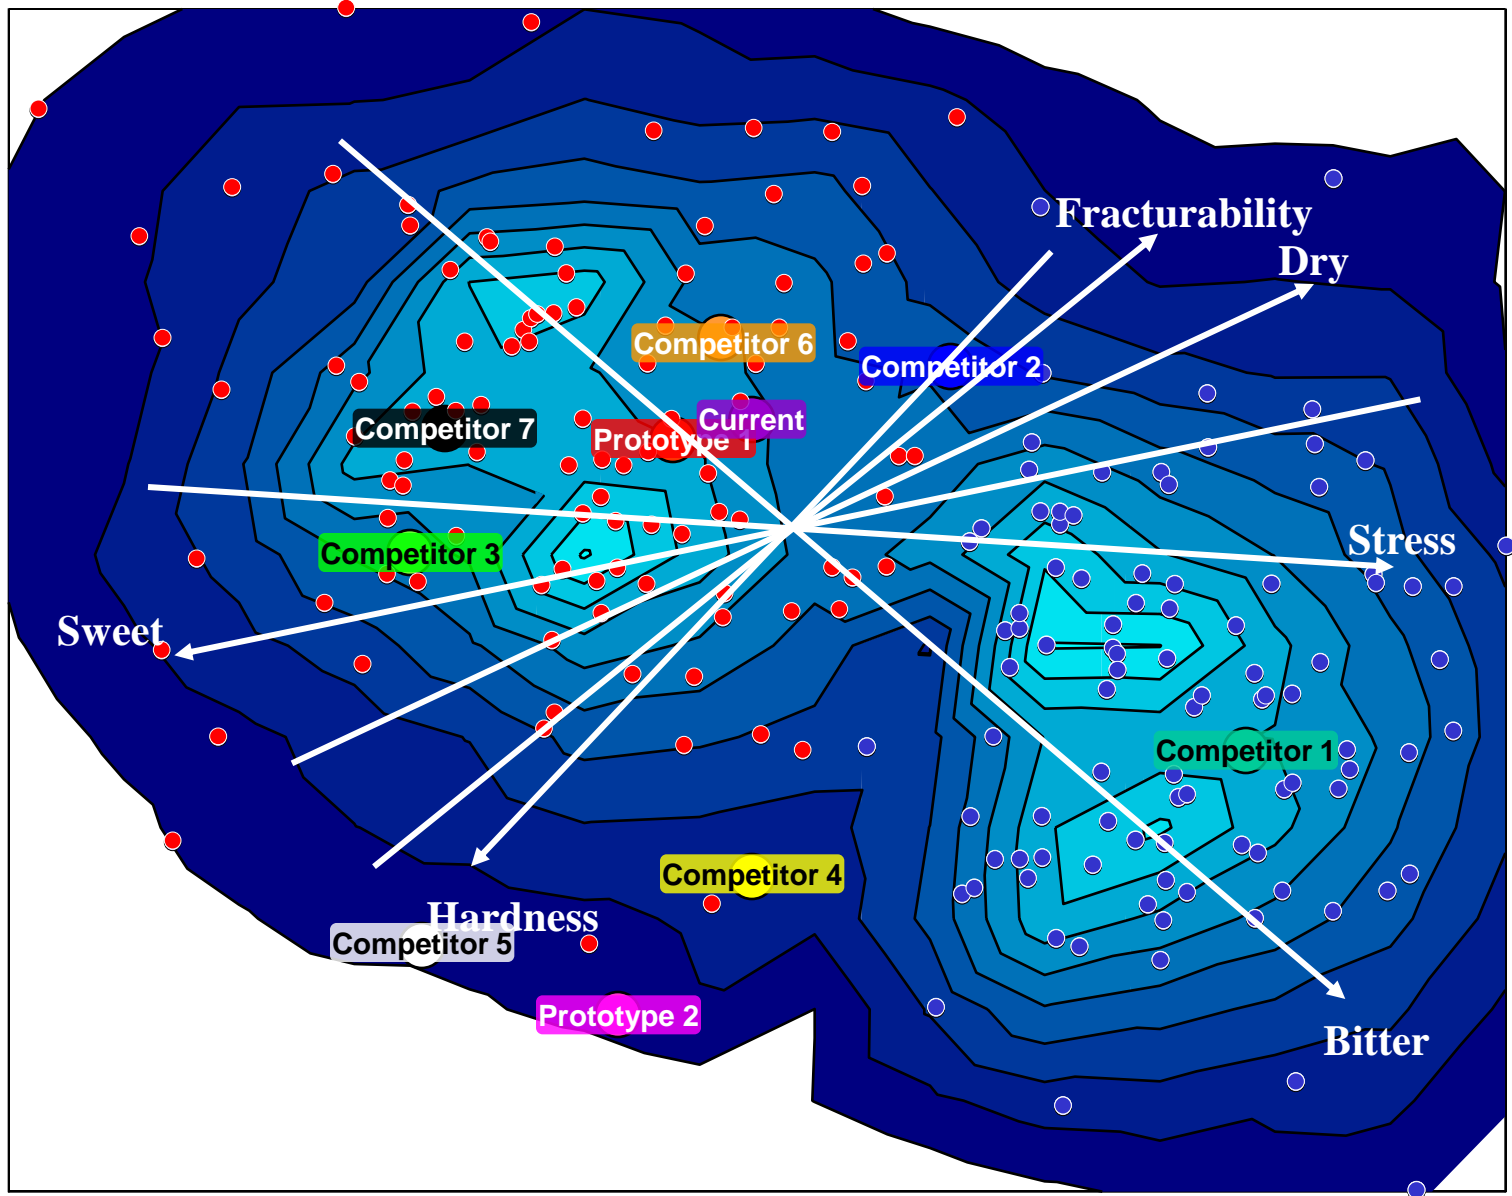 Fracturability
Dry
Competitor 6
Competitor 2
Current
Competitor 7
Prototype 1
Stress
Competitor 3
Sweet
Competitor 1
Competitor 4
Hardness
Competitor 5
Prototype 2
Bitter